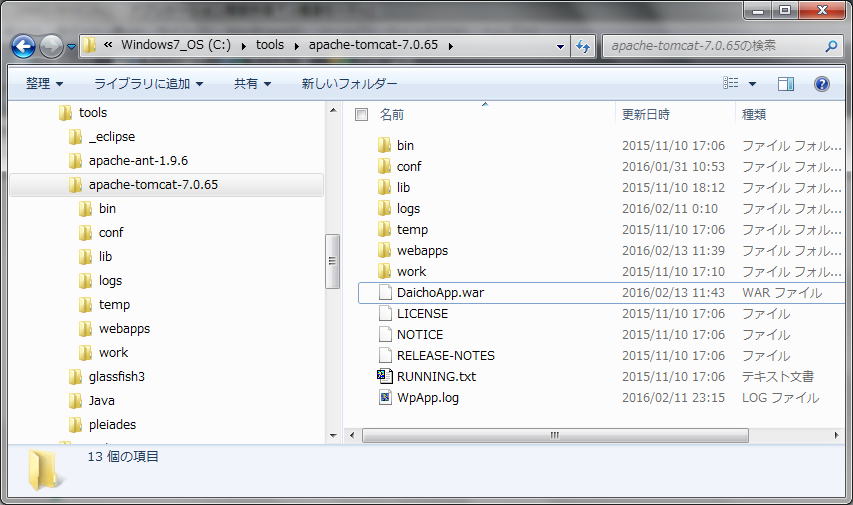 « Windows7_OS (C:) ▸ tools ▸ apache-tomcat-7.0.65 ▸
apache-tomcat-7.0.65の検索
整理 ライブラリに追加 共有 新しいフォルダー
tools
_eclipse
apache-ant-1.9.6
apache-tomcat-7.0.65
bin
conf
lib
logs
temp
webapps
work
glassfish3
Java
pleiades
名前 更新日時 種類
bin 2015/11/10 17:06 ファイル フォル...
conf 2016/01/31 10:53 ファイル フォル...
lib 2015/11/10 18:12 ファイル フォル...
logs 2016/02/11 0:10 ファイル フォル...
temp 2015/11/10 17:06 ファイル フォル...
webapps 2016/02/13 11:39 ファイル フォル...
work 2015/11/10 17:10 ファイル フォル...
DaichoApp.war 2016/02/13 11:43 WAR ファイル
LICENSE 2015/11/10 17:06 ファイル
NOTICE 2015/11/10 17:06 ファイル
RELEASE-NOTES 2015/11/10 17:06 ファイル
RUNNING.txt 2015/11/10 17:06 テキスト文書
WpApp.log 2016/02/11 23:15 LOG ファイル
13 個の項目